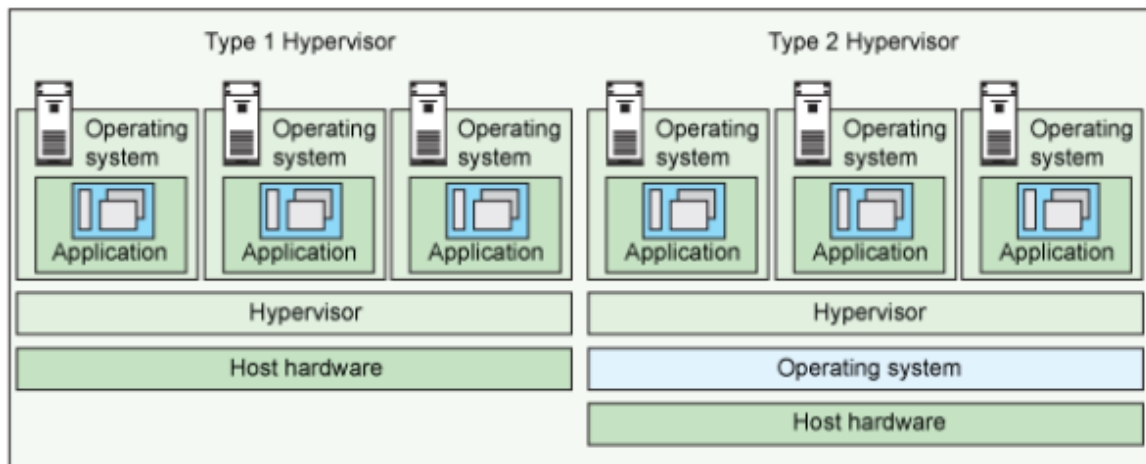 Type 1 Hypervisor
Operating
system
Application
Operating
system
Application
Operating
system
Application
Hypervisor
Host hardware
Type 2 Hypervisor
Operating
system
Application
Operating
system
Application
Operating
system
Application
Hypervisor
Operating system
Host hardware